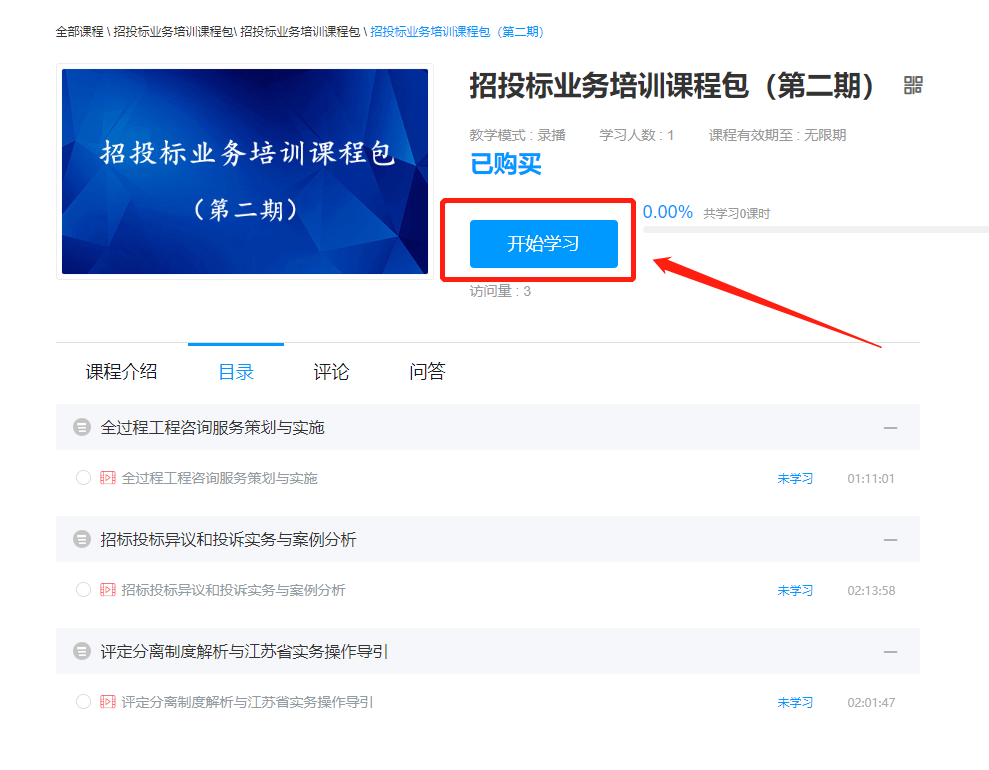 全部课程 \ 招投标业务培训课程包\ 招投标业务培训课程包 \ 招投标业务培训课程包（第二期）
招投标业务培训课程包
（第二期）
招投标业务培训课程包（第二期）
教学模式 : 录播 学习人数 : 1 课程有效期至 : 无限期
已购买
开始学习
0.00% 共学习0课时
访问量 : 3
课程介绍 目录 评论 问答
全过程工程咨询服务策划与实施
全过程工程咨询服务策划与实施 未学习 01:11:01
招标投标异议和投诉实务与案例分析
招标投标异议和投诉实务与案例分析 未学习 02:13:58
评定分离制度解析与江苏省实务操作导引
评定分离制度解析与江苏省实务操作导引 未学习 02:01:47